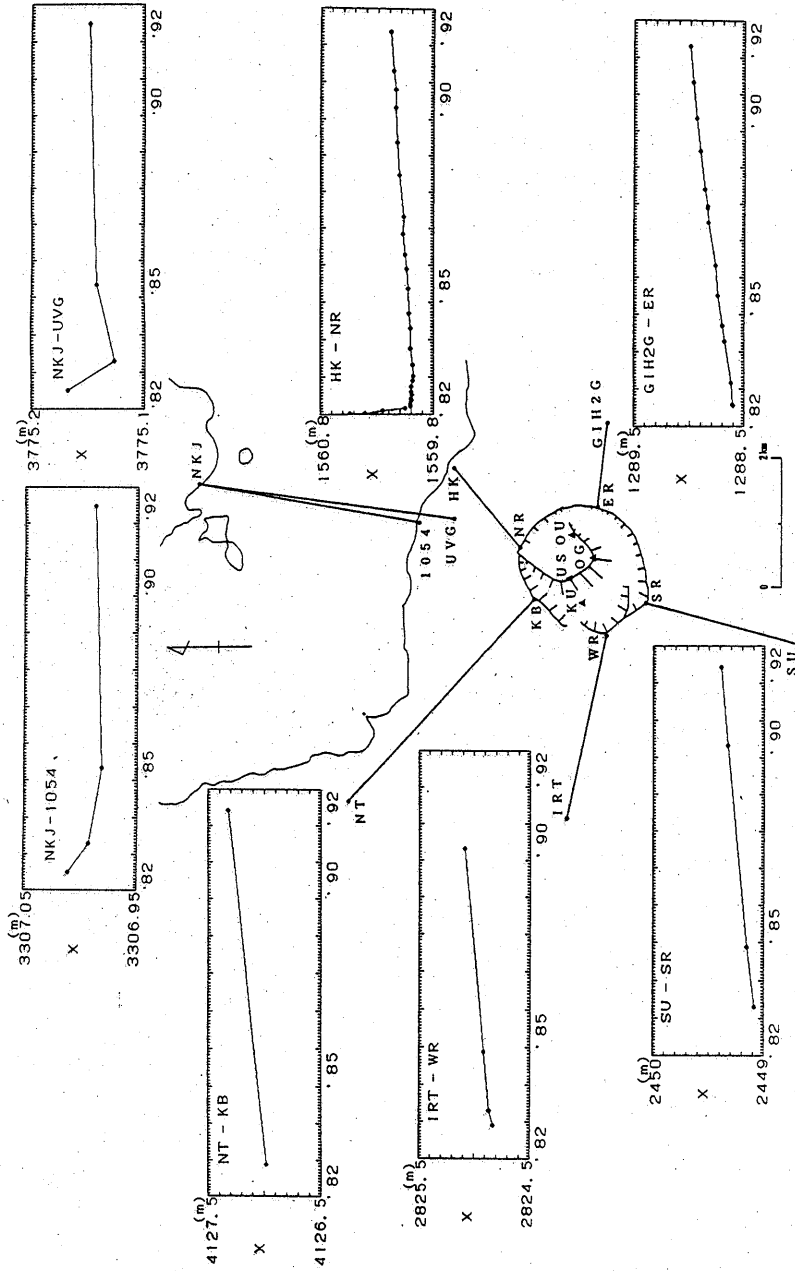 3307.05
(m)
X
3306.95
NKJ-1054
'82
'85
'90
'92
3775.2
(m)
X
3775.1
NKJ-UVG
'82
'85
'90
'92
4127.5
(m)
X
4126.5
NT-KB
'82
'85
'90
'92
1560.8
(m)
X
1559.8
HK-NR
'82
'85
'90
'92
2825.5
(m)
X
2824.5
IRT-WR
'82
'85
'90
'92
2450
(m)
X
2449
SU-SR
'82
'85
'90
'92
1289.5
(m)
X
1288.5
GIH2G-ER
'82
'85
'90
'92
NKJ
1054
UVG
HK
NT
NR
KB
USOU
OG
KU
WR
ER
SR
GIH2G
IRT
SU
0
2km